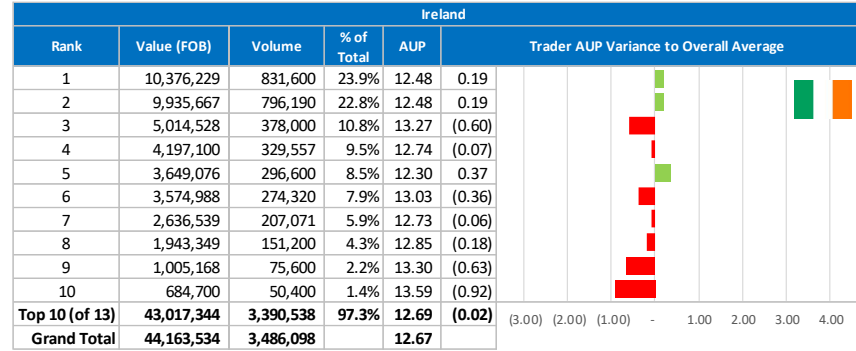 Ireland
Rank Value (FOB) Volume % of Total AUP Trader AUP Variance to Overall Average
1 10,376,229 831,600 23.9% 12.48 0.19
2 9,935,667 796,190 22.8% 12.48 0.19
3 5,014,528 378,000 10.8% 13.27 (0.60)
4 4,197,100 329,557 9.5% 12.74 (0.07)
5 3,649,076 296,600 8.5% 12.30 0.37
6 3,574,988 274,320 7.9% 13.03 (0.36)
7 2,636,539 207,071 5.9% 12.73 (0.06)
8 1,943,349 151,200 4.3% 12.85 (0.18)
9 1,005,168 75,600 2.2% 13.30 (0.63)
10 684,700 50,400 1.4% 13.59 (0.92)
Top 10 (of 13) 43,017,344 3,390,538 97.3% 12.69 (0.02)
(3.00) (2.00) (1.00) - 1.00 2.00 3.00 4.00
Grand Total 44,163,534 3,486,098 12.67